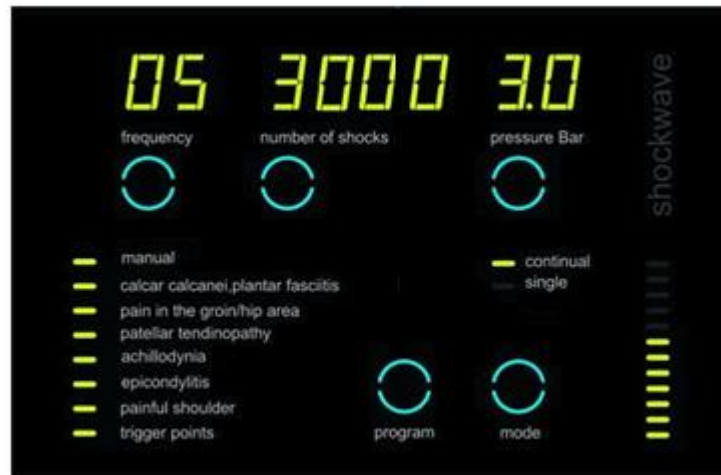 05 3000 3.0
frequency number of shocks pressure Bar
shockwave
manual
calcar calcanei,plantar fasciitis
pain in the groin/hip area
patellar tendinopathy
achillodynia
epicondylitis
painful shoulder
trigger points
continual
single
program mode